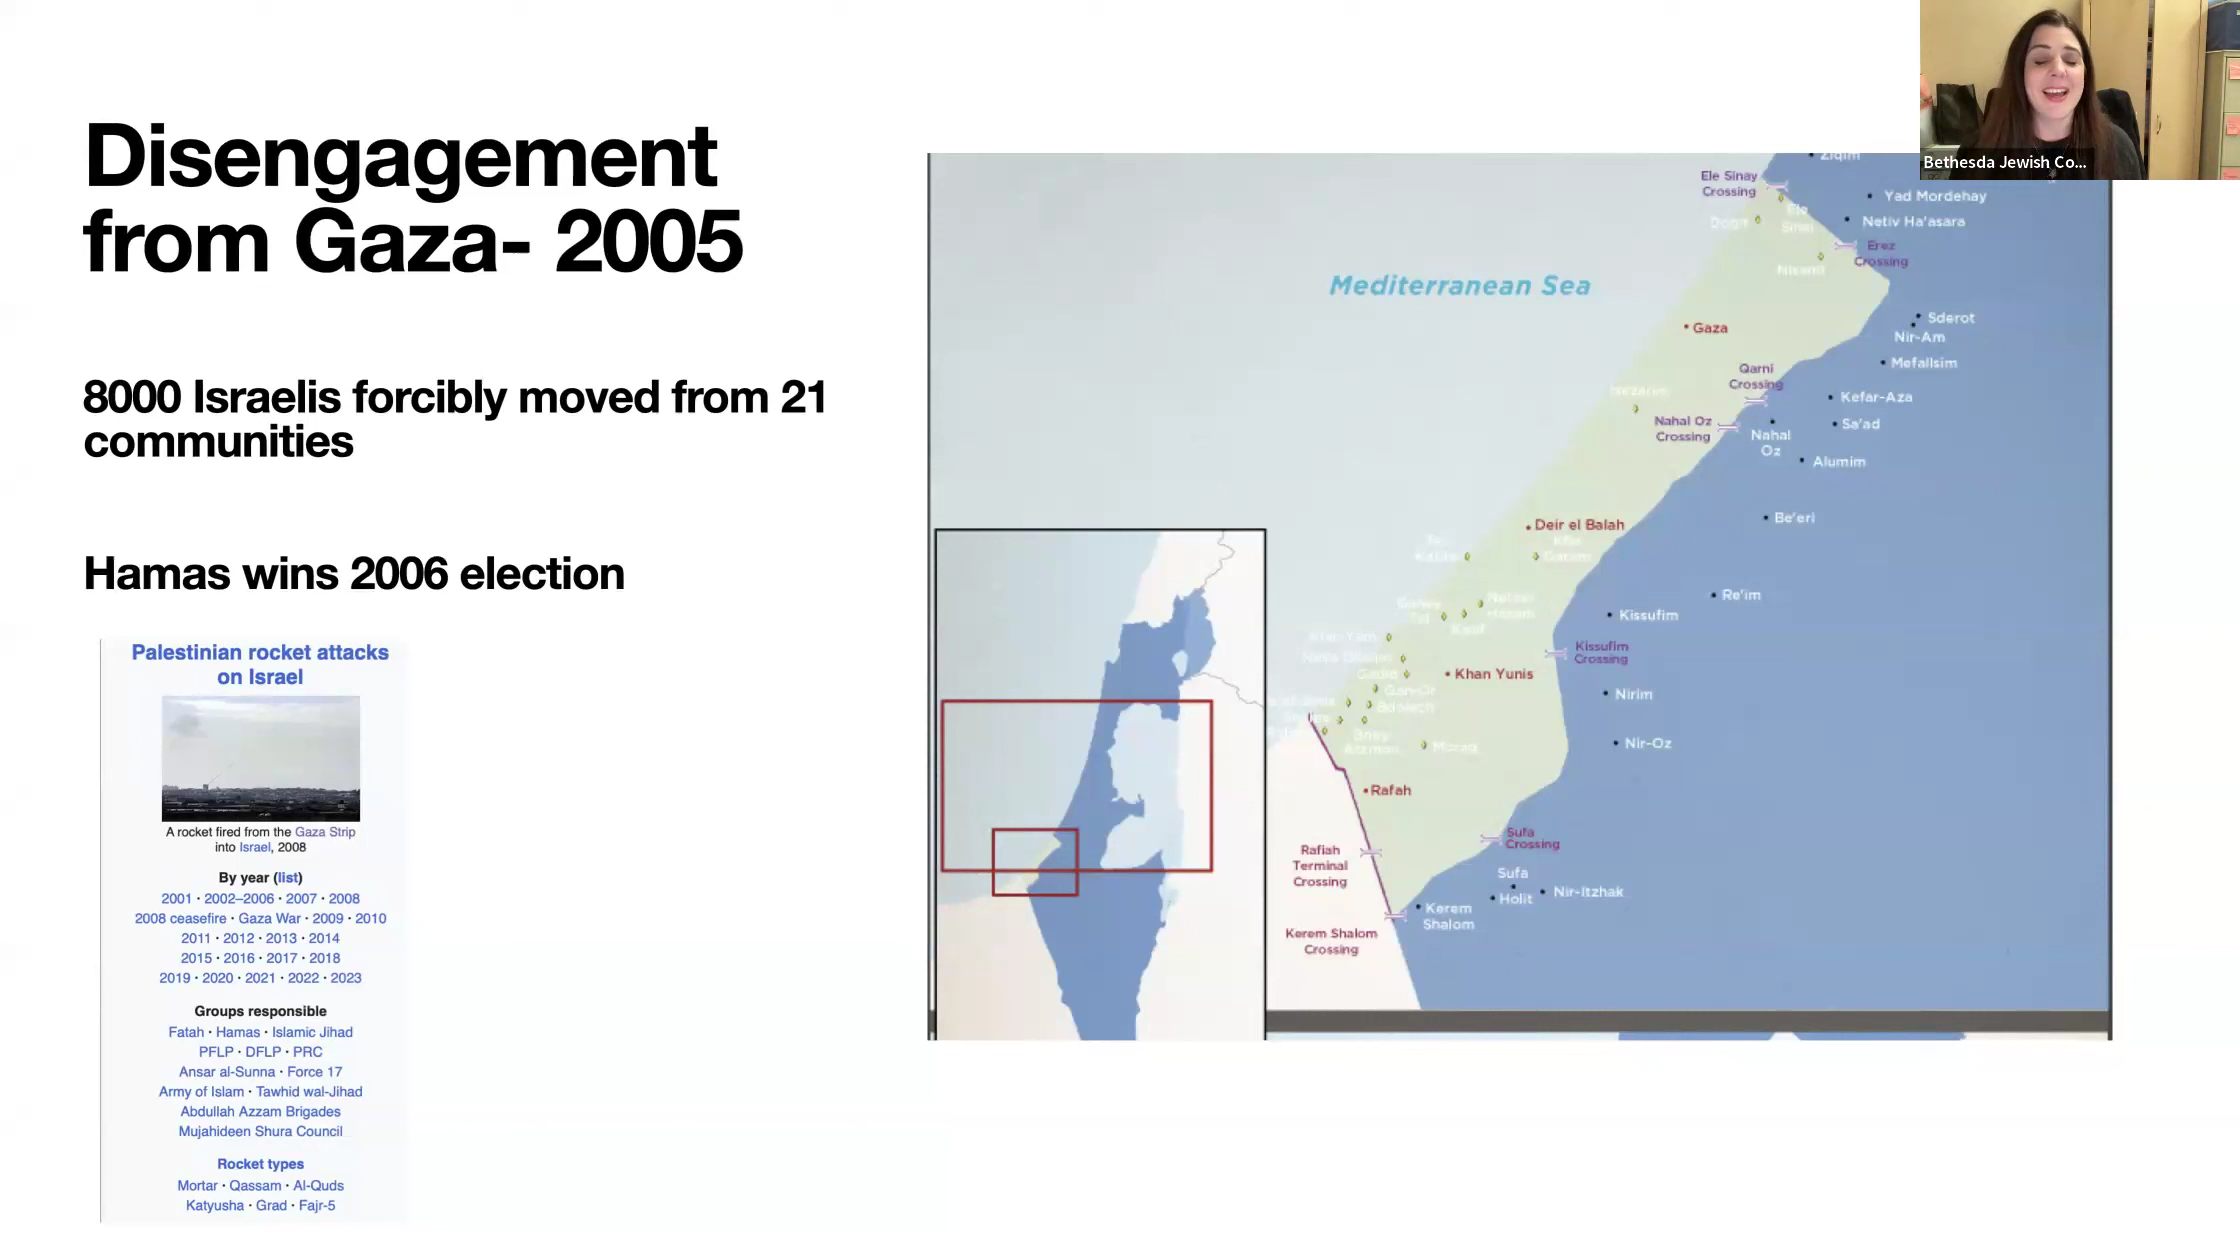 Disengagement
from Gaza- 2005
8000 Israelis forcibly moved from 21
communities
Hamas wins 2006 election
Palestinian rocket attacks
on Israel
A rocket fired from the Gaza Strip
into Israel, 2008
By year (list)
2001 · 2002–2006 · 2007 · 2008
2008 ceasefire · Gaza War · 2009 · 2010
2011 · 2012 · 2013 · 2014
2015 · 2016 · 2017 · 2018
2019 · 2020 · 2021 · 2022 · 2023
Groups responsible
Fatah · Hamas · Islamic Jihad
PFLP · DFLP · PRC
Ansar al-Sunna · Force 17
Army of Islam · Tawhid wal-Jihad
Abdullah Azzam Brigades
Mujahideen Shura Council
Rocket types
Mortar · Qassam · Al-Quds
Katyusha · Grad · Fajr-5
Bethesda Jewish Co...
Ziqim
Ele Sinay
Crossing
Yad Mordehay
Netiv Ha'asara
Erez
Crossing
Mediterranean Sea
Gaza
Sderot
Nir-Am
Mefallsim
Qarni
Crossing
Kefar-Aza
Nahal Oz
Crossing
Sa'ad
Nahal
Oz
Alumim
Be'eri
Deir el Balah
Re'im
Kissufim
Kissufim
Crossing
Khan Yunis
Nirim
Nir-Oz
Morag
Rafah
Sufa
Crossing
Rafiah
Terminal
Crossing
Sufa
Holit
Nir-Itzhak
Kerem
Shalom
Kerem Shalom
Crossing